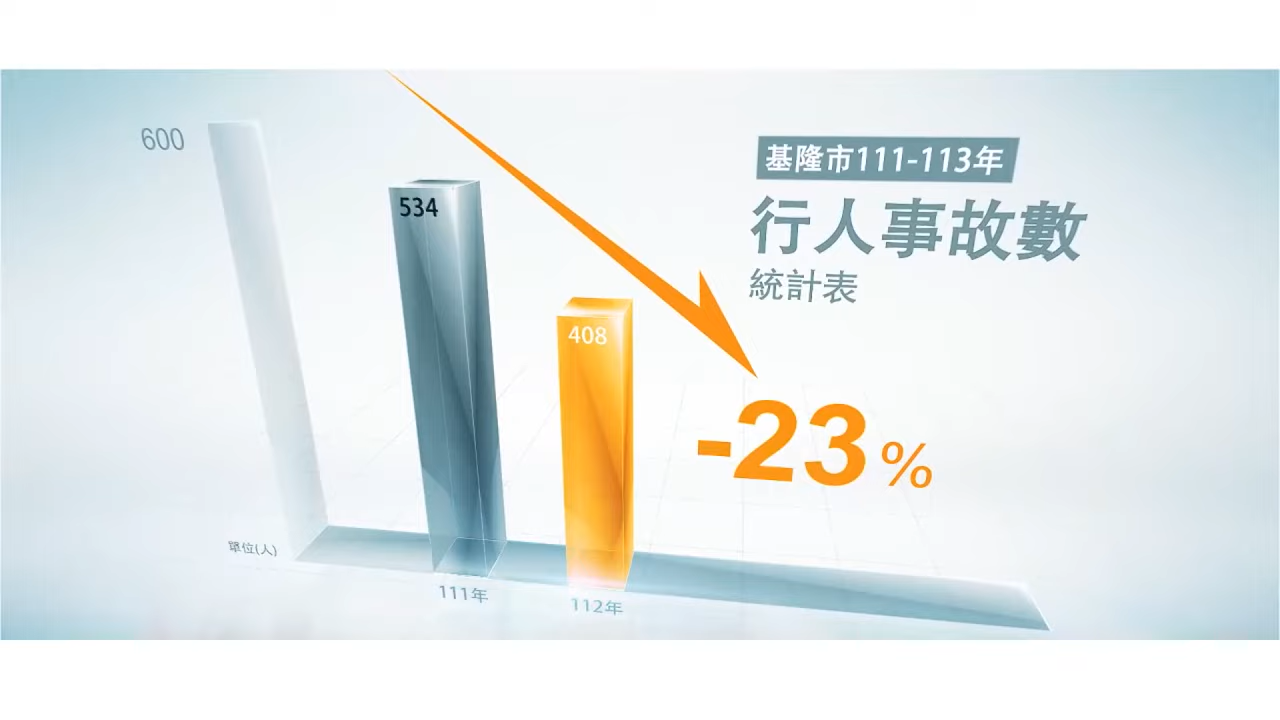 基隆市111-113年
行人事故數
統計表
600
534
408
-23%
單位(人)
111年
112年